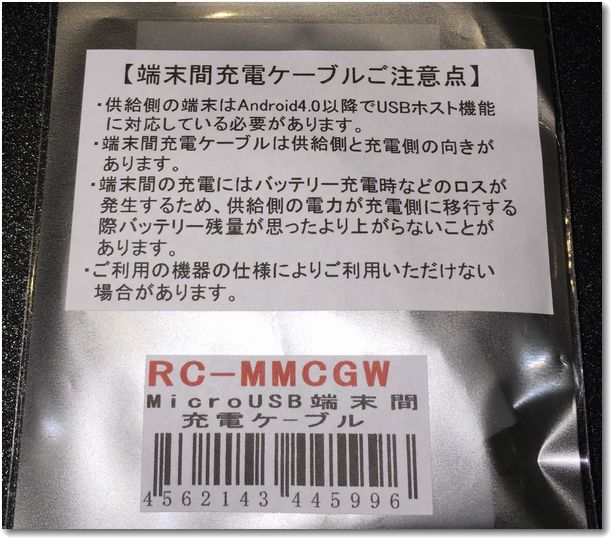 【端末間充電ケーブルご注意点】
・供給側の端末はAndroid4.0以降でUSBホスト機能
に対応している必要があります。
・端末間充電ケーブルは供給側と充電側の向きが
あります。
・端末間の充電にはバッテリー充電時などのロスが
発生するため、供給側の電力が充電側に移行する
際バッテリー残量が思ったより上がらないことが
あります。
・ご利用の機器の仕様によりご利用いただけない
場合があります。
RC-MMCGW
MicroUSB端末間
充電ケーブル
4562143 445996